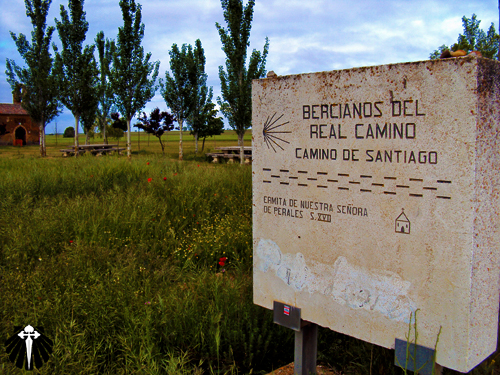 BERCIANOS DEL
REAL CAMINO
CAMINO DE SANTIAGO
ERMITA DE NUESTRA SEÑORA
DE PERALES S.XVII